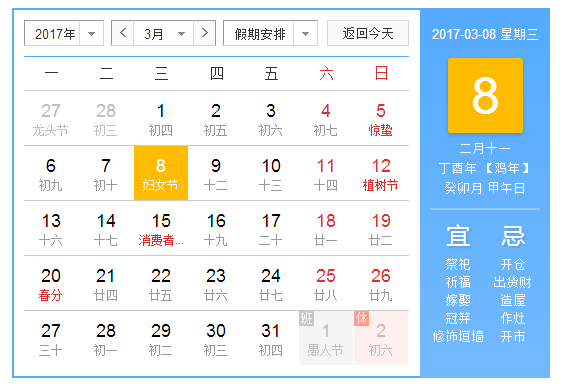 2017年 3月 假期安排 返回今天
一 二 三 四 五 六 日
27 28 1 2 3 4 5
龙头节 初三 初四 初五 初六 初七 惊蛰
6 7 8 9 10 11 12
初九 初十 妇女节 十二 十三 十四 植树节
13 14 15 16 17 18 19
十六 十七 消费者... 十九 二十 廿一 廿二
20 21 22 23 24 25 26
春分 廿四 廿五 廿六 廿七 廿八 廿九
27 28 29 30 31 班 1 休 2
三十 初一 初二 初三 初四 愚人节 初六
2017-03-08 星期三
8
二月十一
丁酉年 【鸡年】
癸卯月 甲午日
宜 忌
祭祀 开仓
祈福 出货财
嫁娶 造屋
冠笄 作灶
修饰垣墙 开市